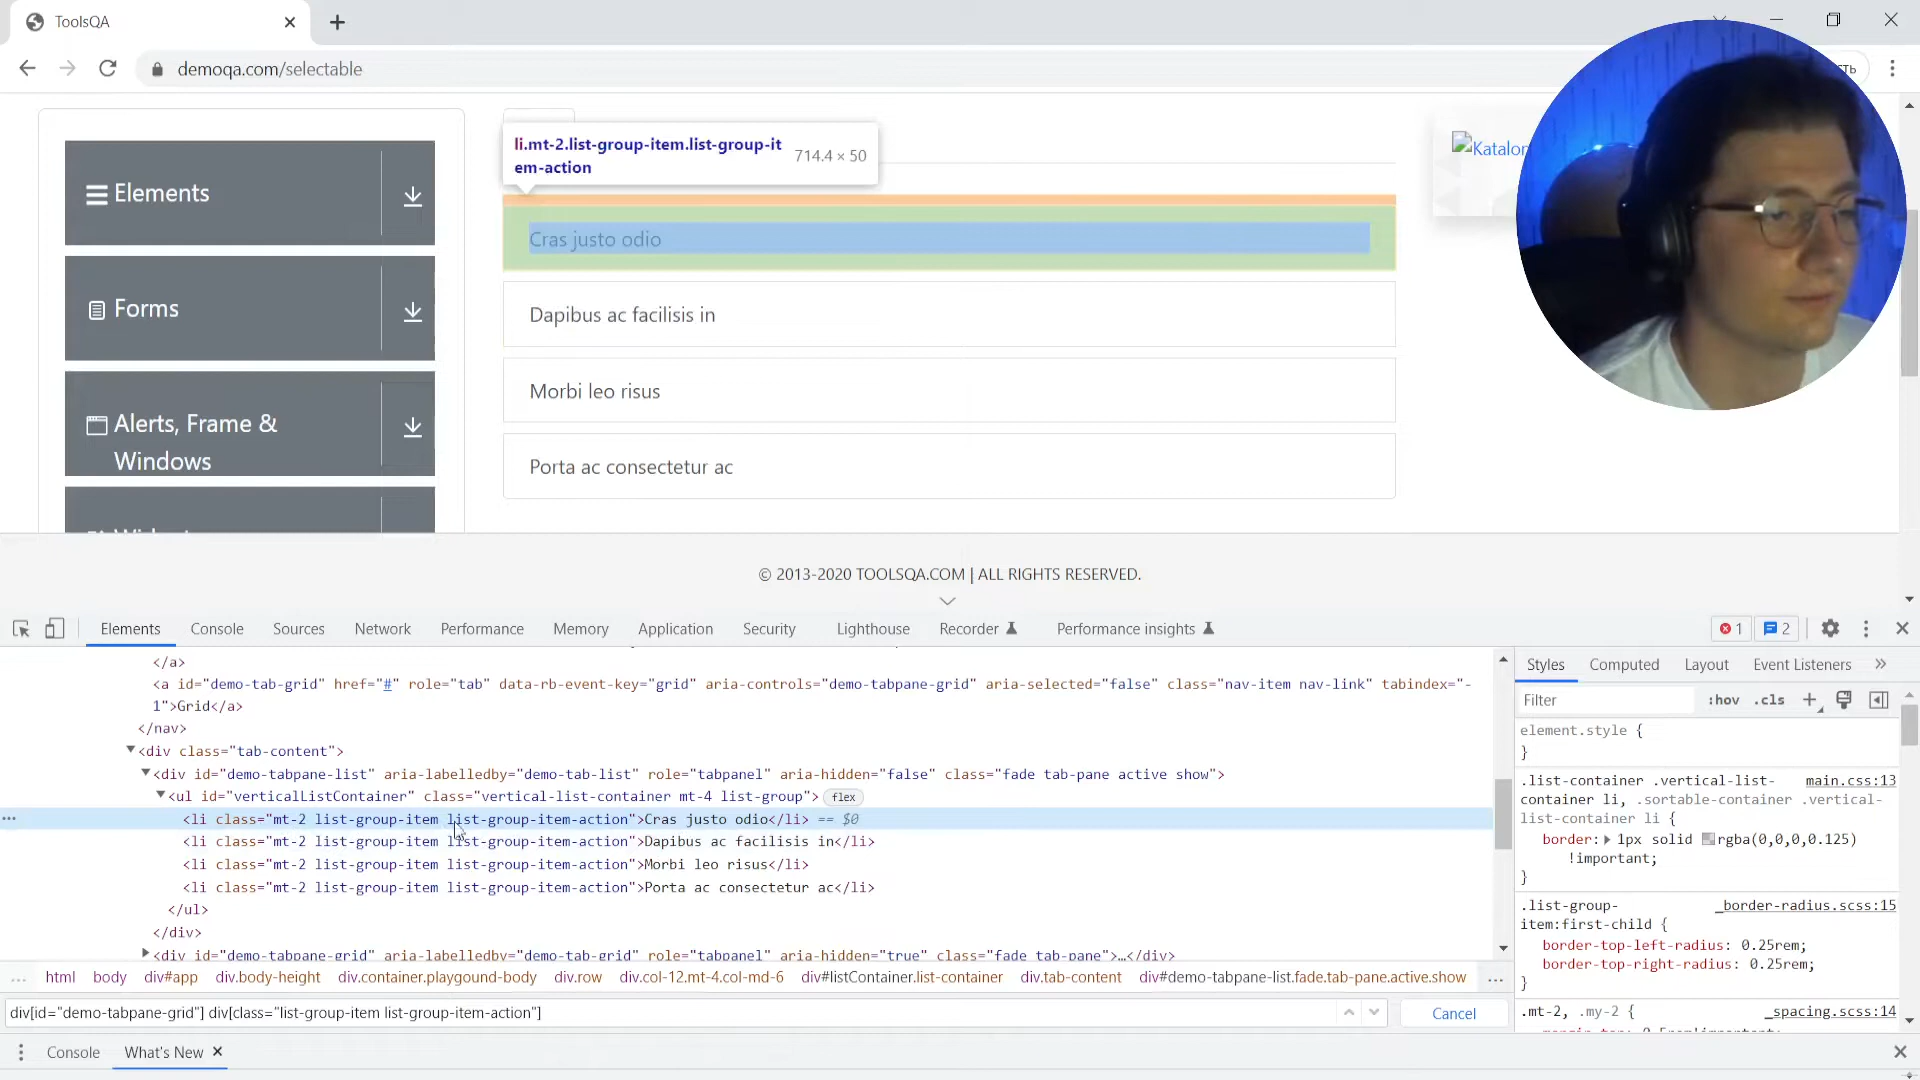 ToolsQA
demoqa.com/selectable
ть
Elements
Forms
Alerts, Frame &
Windows
li.mt-2.list-group-item.list-group-it
em-action
714.4 × 50
Cras justo odio
Dapibus ac facilisis in
Morbi leo risus
Porta ac consectetur ac
Katalon
© 2013-2020 TOOLSQA.COM | ALL RIGHTS RESERVED.
Elements
Console
Sources
Network
Performance
Memory
Application
Security
Lighthouse
Recorder
Performance insights
1
2
</a>
<a id="demo-tab-grid" href="#" role="tab" data-rb-event-key="grid" aria-controls="demo-tabpane-grid" aria-selected="false" class="nav-item nav-link" tabindex="-
1">Grid</a>
</nav>
<div class="tab-content">
<div id="demo-tabpane-list" aria-labelledby="demo-tab-list" role="tabpanel" aria-hidden="false" class="fade tab-pane active show">
<ul id="verticalListContainer" class="vertical-list-container mt-4 list-group"> flex
<li class="mt-2 list-group-item list-group-item-action">Cras justo odio</li> == $0
<li class="mt-2 list-group-item list-group-item-action">Dapibus ac facilisis in</li>
<li class="mt-2 list-group-item list-group-item-action">Morbi leo risus</li>
<li class="mt-2 list-group-item list-group-item-action">Porta ac consectetur ac</li>
</ul>
</div>
<div id="demo-tabpane-grid" aria-labelledby="demo-tab-grid" role="tabpanel" aria-hidden="true" class="fade tab-pane">…</div>
... html body div#app div.body-height div.container.playgound-body div.row div.col-12.mt-4.col-md-6 div#listContainer.list-container div.tab-content div#demo-tabpane-list.fade.tab-pane.active.show ...
div[id="demo-tabpane-grid"] div[class="list-group-item list-group-item-action"]
Cancel
Console
What's New
Styles
Computed
Layout
Event Listeners
Filter
:hov
.cls
element.style {
}
.list-container .vertical-list- main.css:13
container li, .sortable-container .vertical-
list-container li {
border: 1px solid rgba(0,0,0,0.125)
!important;
}
.list-group- _border-radius.scss:15
item:first-child {
border-top-left-radius: 0.25rem;
border-top-right-radius: 0.25rem;
}
.mt-2, .my-2 { _spacing.scss:14